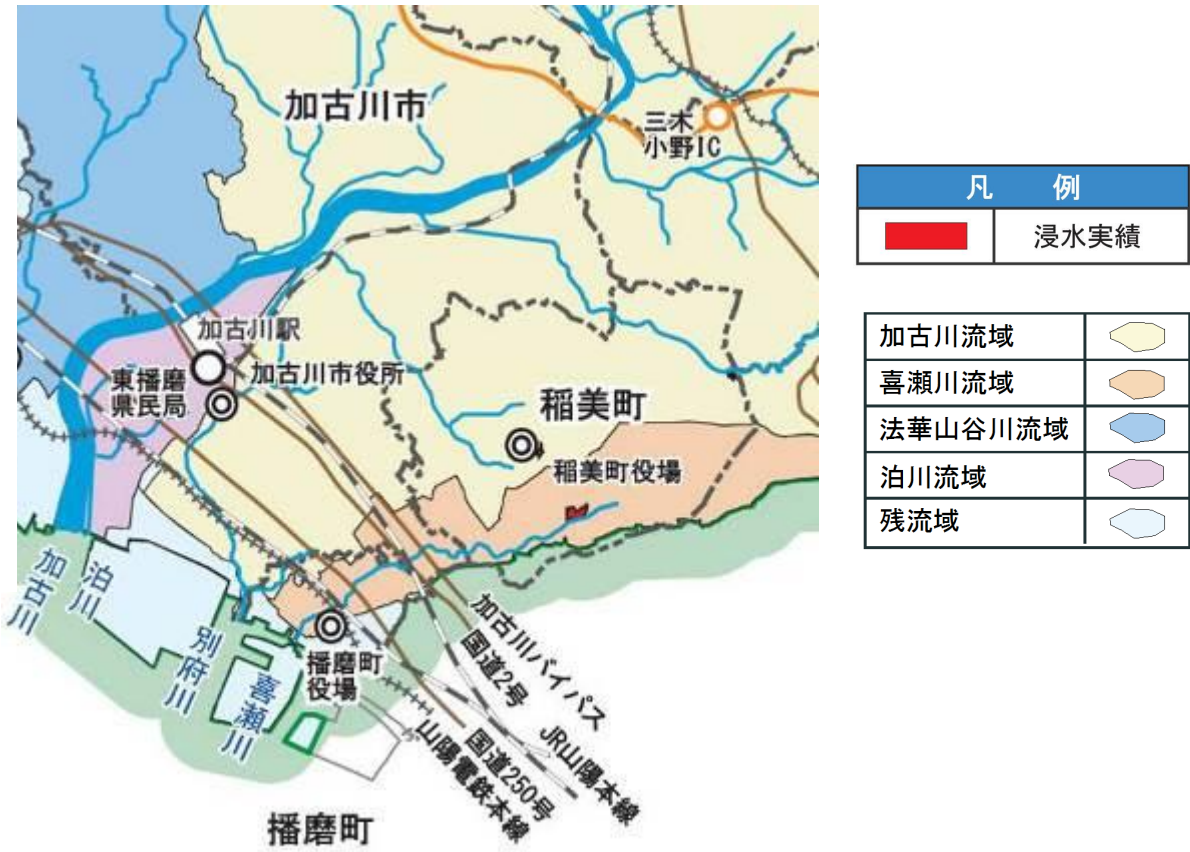 加古川市
三木
小野IC
加古川駅
加古川市役所
東播磨
県民局
稲美町
稲美町役場
加古川
泊川
別府川
喜瀬川
播磨町
役場
加古川バイパス
国道2号
JR山陽本線
国道250号
山陽電鉄本線
播磨町
凡 例
浸水実績
加古川流域
喜瀬川流域
法華山谷川流域
泊川流域
残流域